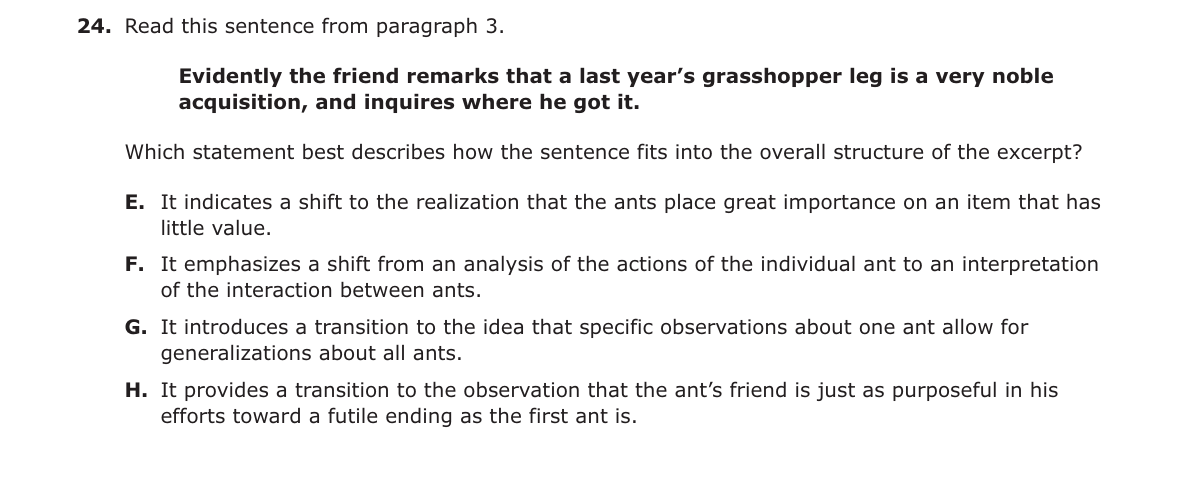 24. Read this sentence from paragraph 3.
Evidently the friend remarks that a last year’s grasshopper leg is a very noble
acquisition, and inquires where he got it.
Which statement best describes how the sentence fits into the overall structure of the excerpt?
E. It indicates a shift to the realization that the ants place great importance on an item that has
little value.
F. It emphasizes a shift from an analysis of the actions of the individual ant to an interpretation
of the interaction between ants.
G. It introduces a transition to the idea that specific observations about one ant allow for
generalizations about all ants.
H. It provides a transition to the observation that the ant’s friend is just as purposeful in his
efforts toward a futile ending as the first ant is.